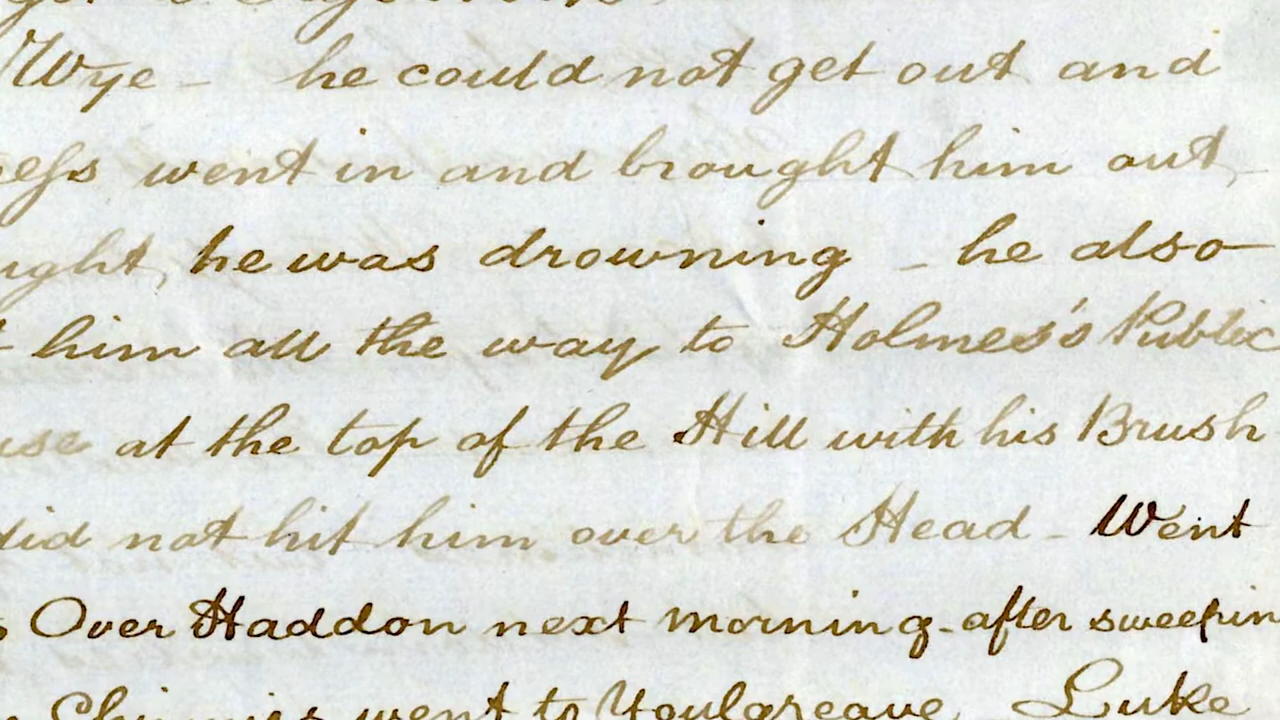 Wye - he could not get out and
went in and brought him out -
he was drowning - he also
him all the way to Holmes's Public
at the top of the Hill with his Brush
did not hit him over the Head - Went
Over Haddon next morning - after sweepin
Chimnies went to Youlgreave Luke